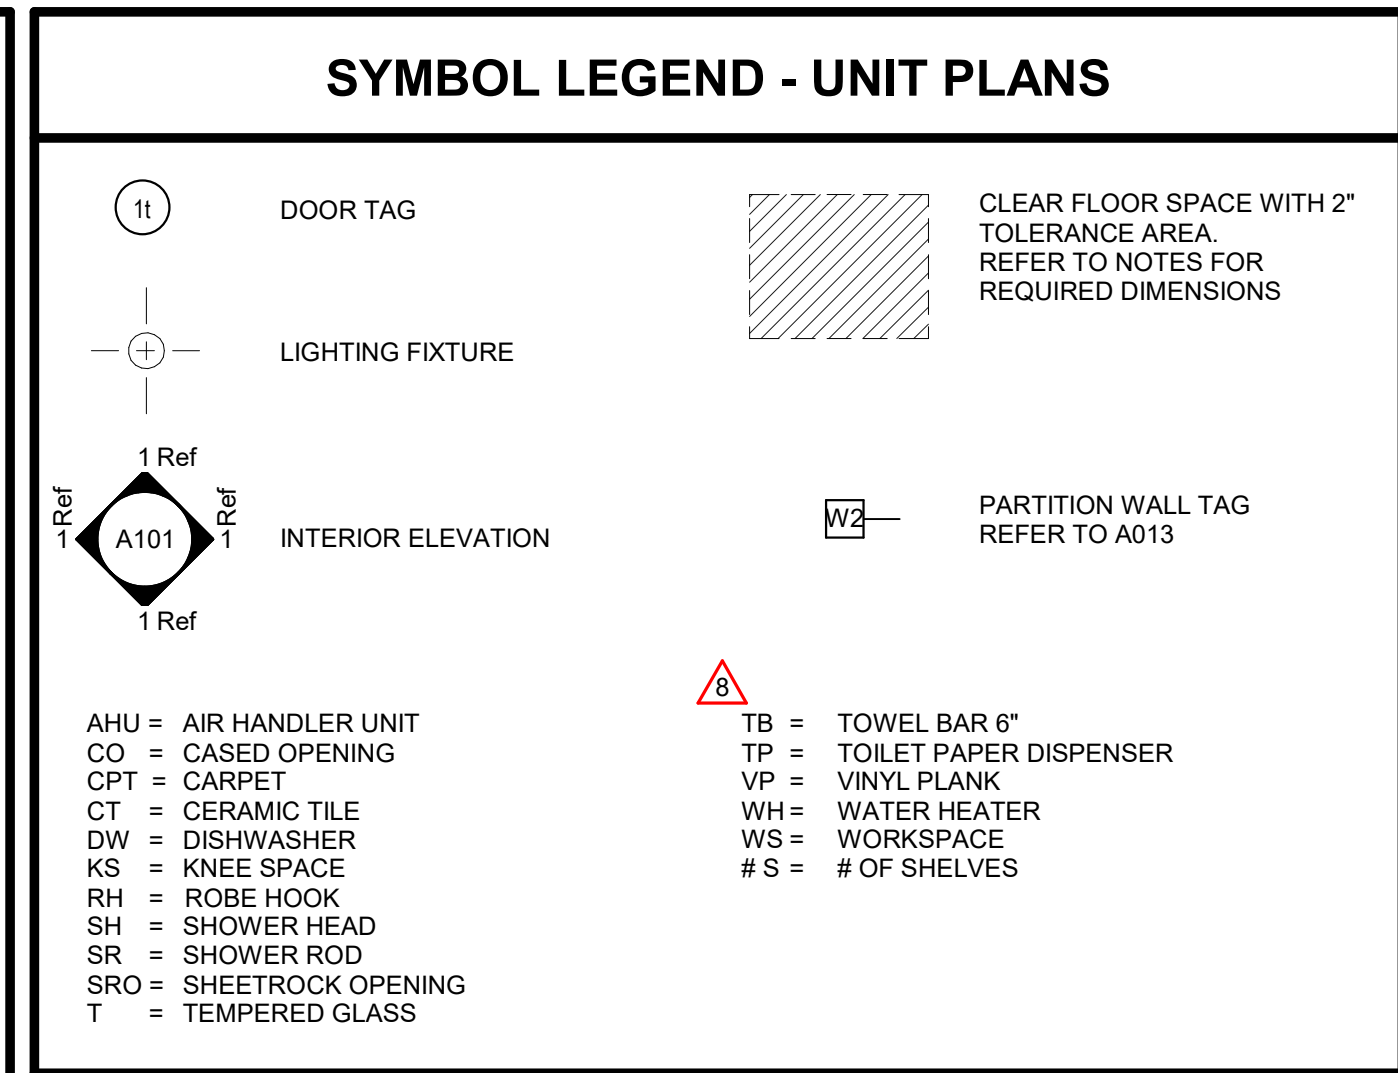 SYMBOL LEGEND - UNIT PLANS
1t
DOOR TAG
CLEAR FLOOR SPACE WITH 2"
TOLERANCE AREA.
REFER TO NOTES FOR
REQUIRED DIMENSIONS
LIGHTING FIXTURE
1 Ref
1 Ref
A101
1 Ref
1 Ref
INTERIOR ELEVATION
W2
PARTITION WALL TAG
REFER TO A013
AHU = AIR HANDLER UNIT
CO = CASED OPENING
CPT = CARPET
CT = CERAMIC TILE
DW = DISHWASHER
KS = KNEE SPACE
RH = ROBE HOOK
SH = SHOWER HEAD
SR = SHOWER ROD
SRO = SHEETROCK OPENING
T = TEMPERED GLASS
8
TB = TOWEL BAR 6"
TP = TOILET PAPER DISPENSER
VP = VINYL PLANK
WH = WATER HEATER
WS = WORKSPACE
# S = # OF SHELVES